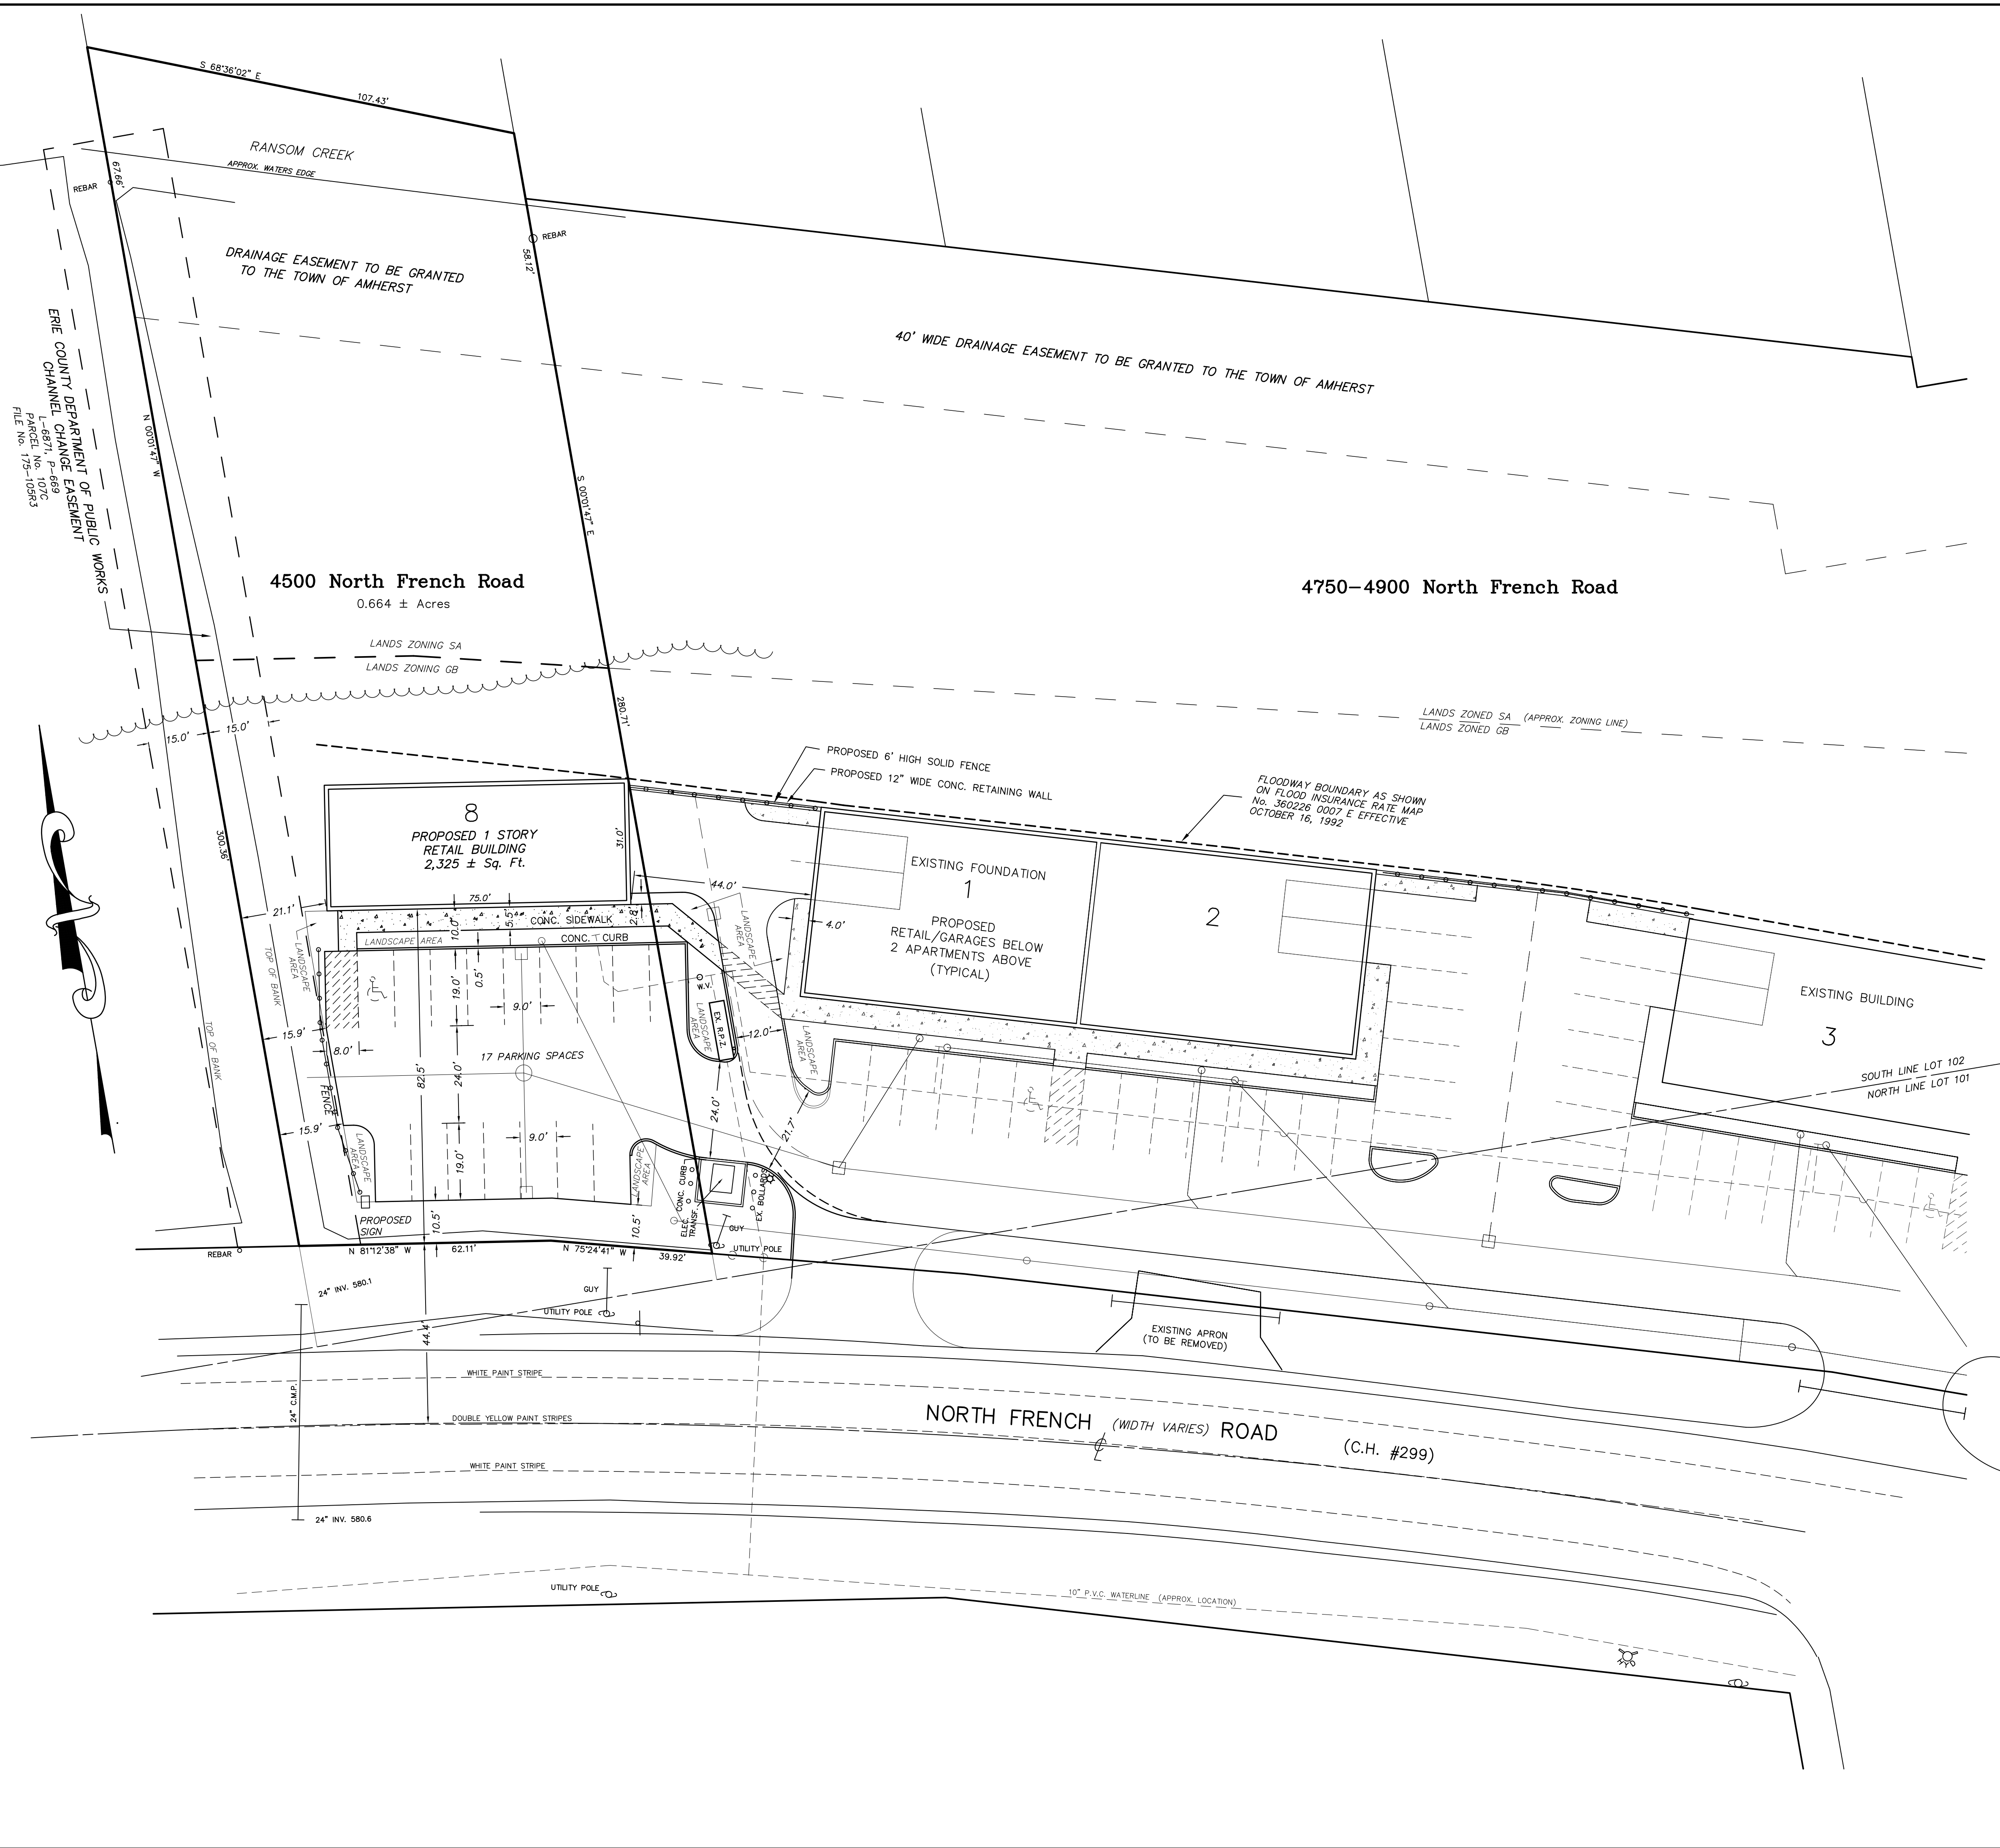 S 68°36'02" E
107.43'
RANSOM CREEK
APPROX. WATERS EDGE
67.66'
REBAR
REBAR
58.12'
DRAINAGE EASEMENT TO BE GRANTED
TO THE TOWN OF AMHERST
40' WIDE DRAINAGE EASEMENT TO BE GRANTED TO THE TOWN OF AMHERST
ERIE COUNTY DEPARTMENT OF PUBLIC WORKS
CHANNEL CHANGE EASEMENT
L-6871, P-669
PARCEL No. 107C
FILE No. 175-105R3
N 00°01'47" W
S 00°01'47" E
4500 North French Road
0.664 ± Acres
4750-4900 North French Road
LANDS ZONING SA
LANDS ZONING GB
280.71'
LANDS ZONED SA (APPROX. ZONING LINE)
LANDS ZONED GB
15.0'
15.0'
PROPOSED 6' HIGH SOLID FENCE
PROPOSED 12" WIDE CONC. RETAINING WALL
FLOODWAY BOUNDARY AS SHOWN
ON FLOOD INSURANCE RATE MAP
No. 360226 0007 E EFFECTIVE
OCTOBER 16, 1992
300.36'
8
PROPOSED 1 STORY
RETAIL BUILDING
2,325 ± Sq. Ft.
31.0'
75.0'
44.0'
EXISTING FOUNDATION
1
PROPOSED
RETAIL/GARAGES BELOW
2 APARTMENTS ABOVE
(TYPICAL)
2
EXISTING BUILDING
3
21.1'
10.0'
5.5'
CONC. SIDEWALK
2.8'
4.0'
LANDSCAPE AREA
CONC. CURB
LANDSCAPE
AREA
LANDSCAPE
AREA
TOP OF BANK
TOP OF BANK
19.0'
0.5'
9.0'
W.V.
EX. R.P.Z.
LANDSCAPE
AREA
12.0'
LANDSCAPE
AREA
15.9'
8.0'
17 PARKING SPACES
82.5'
24.0'
24.0'
21.7'
FENCE
SOUTH LINE LOT 102
NORTH LINE LOT 101
15.9'
9.0'
19.0'
LANDSCAPE
AREA
LANDSCAPE
AREA
CONC. CURB
ELEC.
TRANSF.
EX. BOLLARDS
PROPOSED
SIGN
10.5'
10.5'
GUY
UTILITY POLE
REBAR
N 81°12'38" W
62.11'
N 75°24'41" W
39.92'
24" INV. 580.1
GUY
UTILITY POLE
44.4'
EXISTING APRON
(TO BE REMOVED)
24" C.M.P.
WHITE PAINT STRIPE
DOUBLE YELLOW PAINT STRIPES
NORTH FRENCH (WIDTH VARIES) ROAD
(C.H. #299)
WHITE PAINT STRIPE
24" INV. 580.6
UTILITY POLE
10" P.V.C. WATERLINE (APPROX. LOCATION)